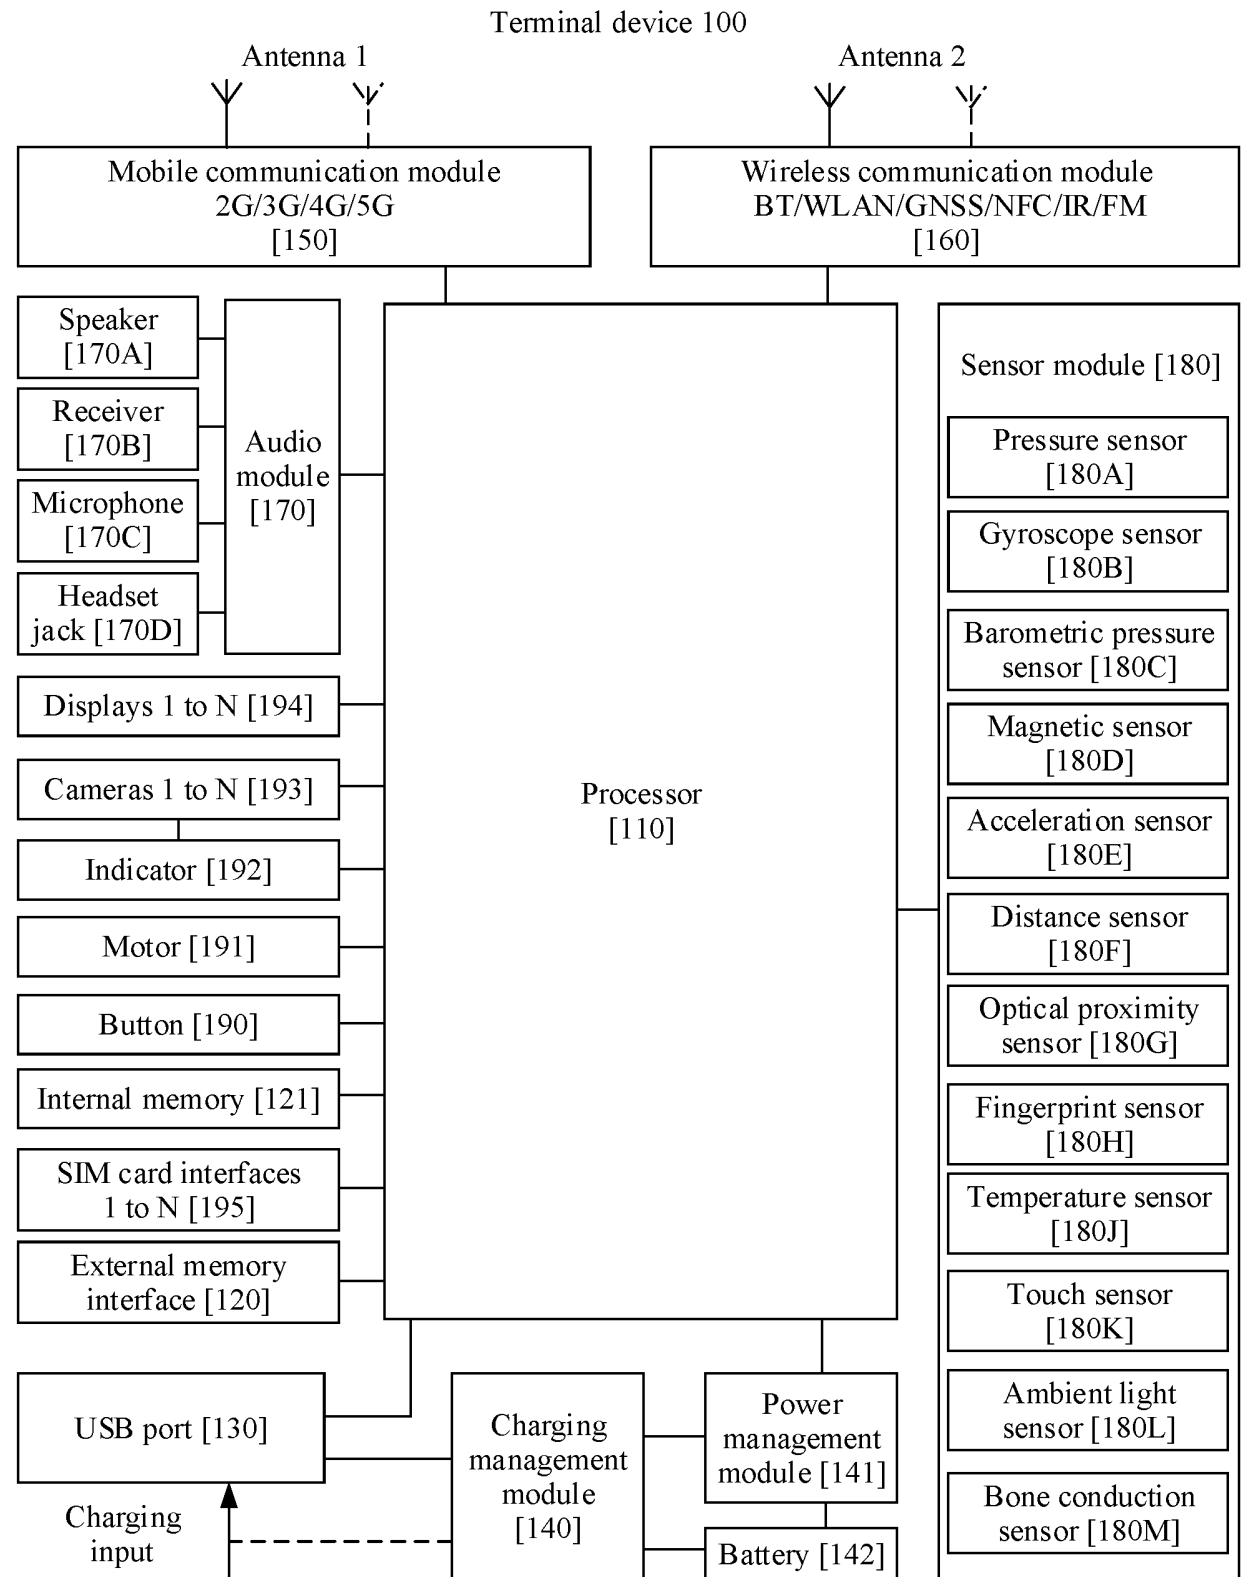 Terminal device 100
Antenna 1
Antenna 2
Mobile communication module
2G/3G/4G/5G
[150]
Wireless communication module
BT/WLAN/GNSS/NFC/IR/FM
[160]
Speaker
[170A]
Receiver
[170B]
Microphone
[170C]
Headset
jack [170D]
Audio
module
[170]
Displays 1 to N [194]
Cameras 1 to N [193]
Indicator [192]
Motor [191]
Button [190]
Internal memory [121]
SIM card interfaces
1 to N [195]
External memory
interface [120]
Processor
[110]
Sensor module [180]
Pressure sensor
[180A]
Gyroscope sensor
[180B]
Barometric pressure
sensor [180C]
Magnetic sensor
[180D]
Acceleration sensor
[180E]
Distance sensor
[180F]
Optical proximity
sensor [180G]
Fingerprint sensor
[180H]
Temperature sensor
[180J]
Touch sensor
[180K]
Ambient light
sensor [180L]
Bone conduction
sensor [180M]
USB port [130]
Charging
input
Charging
management
module
[140]
Power
management
module [141]
Battery [142]